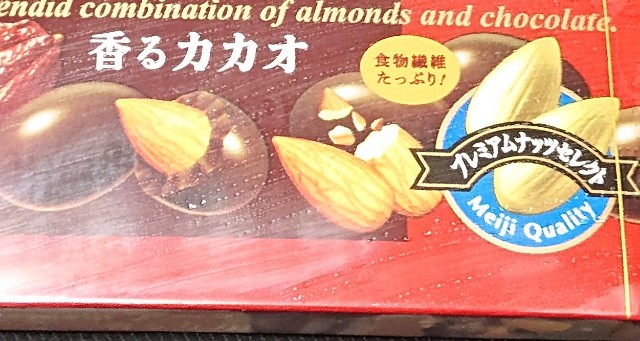 endid combination of almonds and chocolate.
香るカカオ
食物繊維
たっぷり!
プレミアムナッツセレクト
Meiji Quality